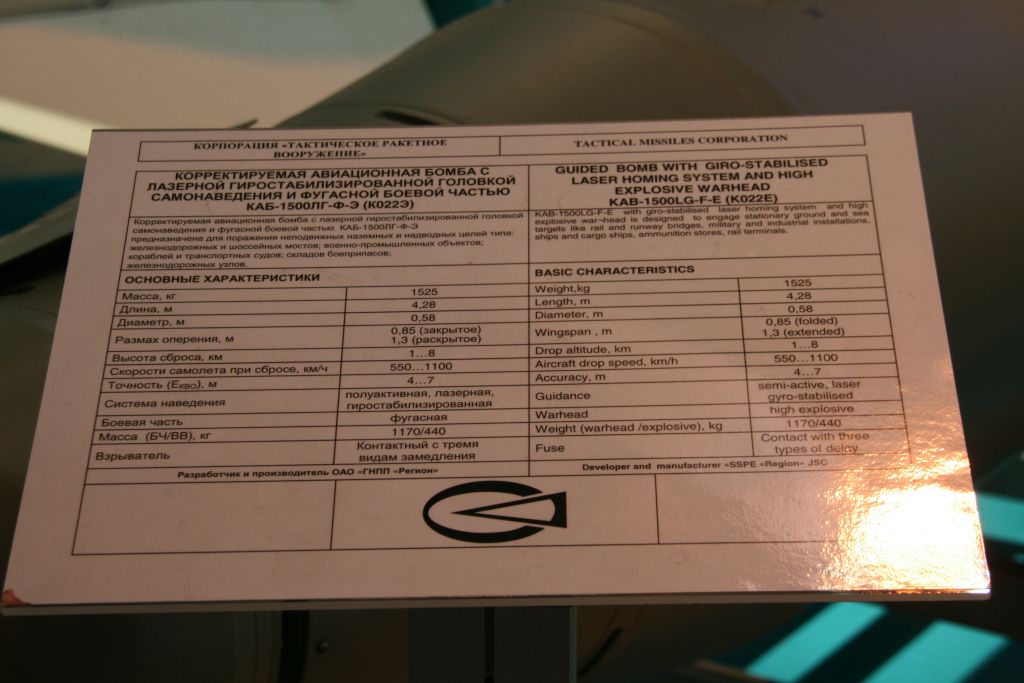 КОРПОРАЦИЯ «ТАКТИЧЕСКОЕ РАКЕТНОЕ
ВООРУЖЕНИЕ»
TACTICAL MISSILES CORPORATION
КОРРЕКТИРУЕМАЯ АВИАЦИОННАЯ БОМБА С
ЛАЗЕРНОЙ ГИРОСТАБИЛИЗИРОВАННОЙ ГОЛОВКОЙ
САМОНАВЕДЕНИЯ И ФУГАСНОЙ БОЕВОЙ ЧАСТЬЮ
КАБ-1500ЛГ-Ф-Э (К022Э)
GUIDED BOMB WITH GIRO-STABILISED
LASER HOMING SYSTEM AND HIGH
EXPLOSIVE WARHEAD
KAB-1500LG-F-E (K022E)
Корректируемая авиационная бомба с лазерной гиростабилизированной головкой
самонаведения и фугасной боевой частью КАБ-1500ЛГ-Ф-Э
предназначена для поражения неподвижных наземных и надводных целей типа:
железнодорожных и шоссейных мостов; военно-промышленных объектов;
кораблей и транспортных судов; складов боеприпасов;
железнодорожных узлов.
KAB-1500LG-F-E with giro-stabilised laser homing system and high
explosive war-head is designed to engage stationary ground and sea
targets like rail and runway bridges, military and industrial installations,
ships and cargo ships, ammunition stores, rail terminals.
ОСНОВНЫЕ ХАРАКТЕРИСТИКИ
Масса, кг 1525
Длина, м 4,28
Диаметр, м 0,58
Размах оперения, м 0,85 (закрытое)
1,3 (раскрытое)
Высота сброса, км 1...8
Скорости самолета при сбросе, км/ч 550...1100
Точность (Eкво), м 4...7
Система наведения полуактивная, лазерная,
гиростабилизированная
Боевая часть фугасная
Масса (БЧ/ВВ), кг 1170/440
Взрыватель Контактный с тремя
видам замедления
BASIC CHARACTERISTICS
Weight,kg 1525
Length, m 4,28
Diameter, m 0,58
Wingspan , m 0,85 (folded)
1,3 (extended)
Drop altitude, km 1...8
Aircraft drop speed, km/h 550...1100
Accuracy, m 4...7
Guidance semi-active, laser
gyro-stabilised
Warhead high explosive
Weight (warhead /explosive), kg 1170/440
Fuse Contact with three
types of delay
Разработчик и производитель ОАО «ГНПП «Регион»
Developer and manufacturer «SSPE «Region» JSC